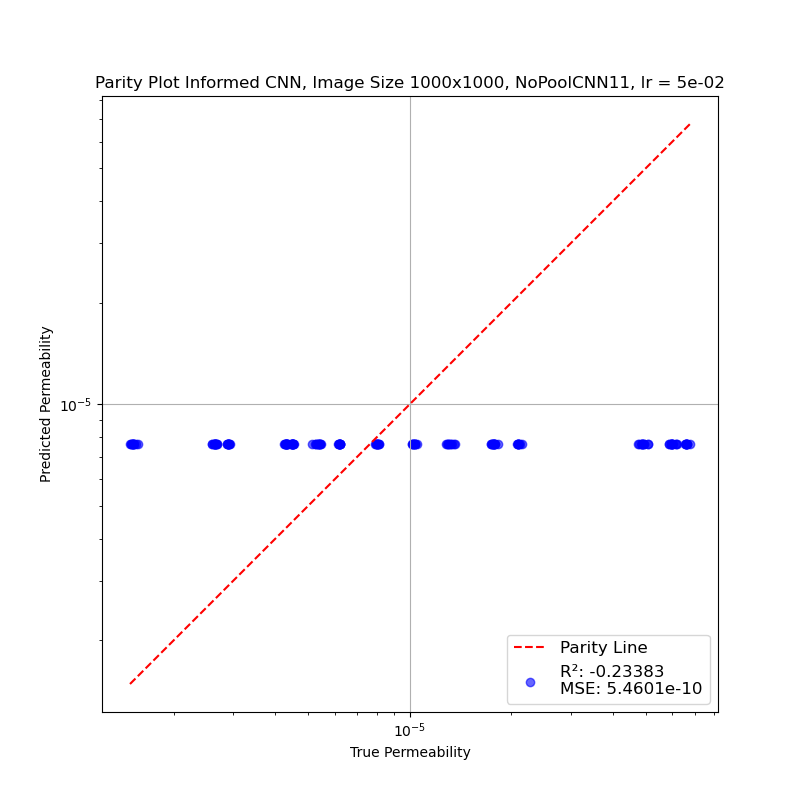 Parity Plot Informed CNN, Image Size 1000x1000, NoPoolCNN11, lr = 5e-02
Predicted Permeability
10⁻⁵
Parity Line
R²: -0.23383
MSE: 5.4601e-10
10⁻⁵
True Permeability